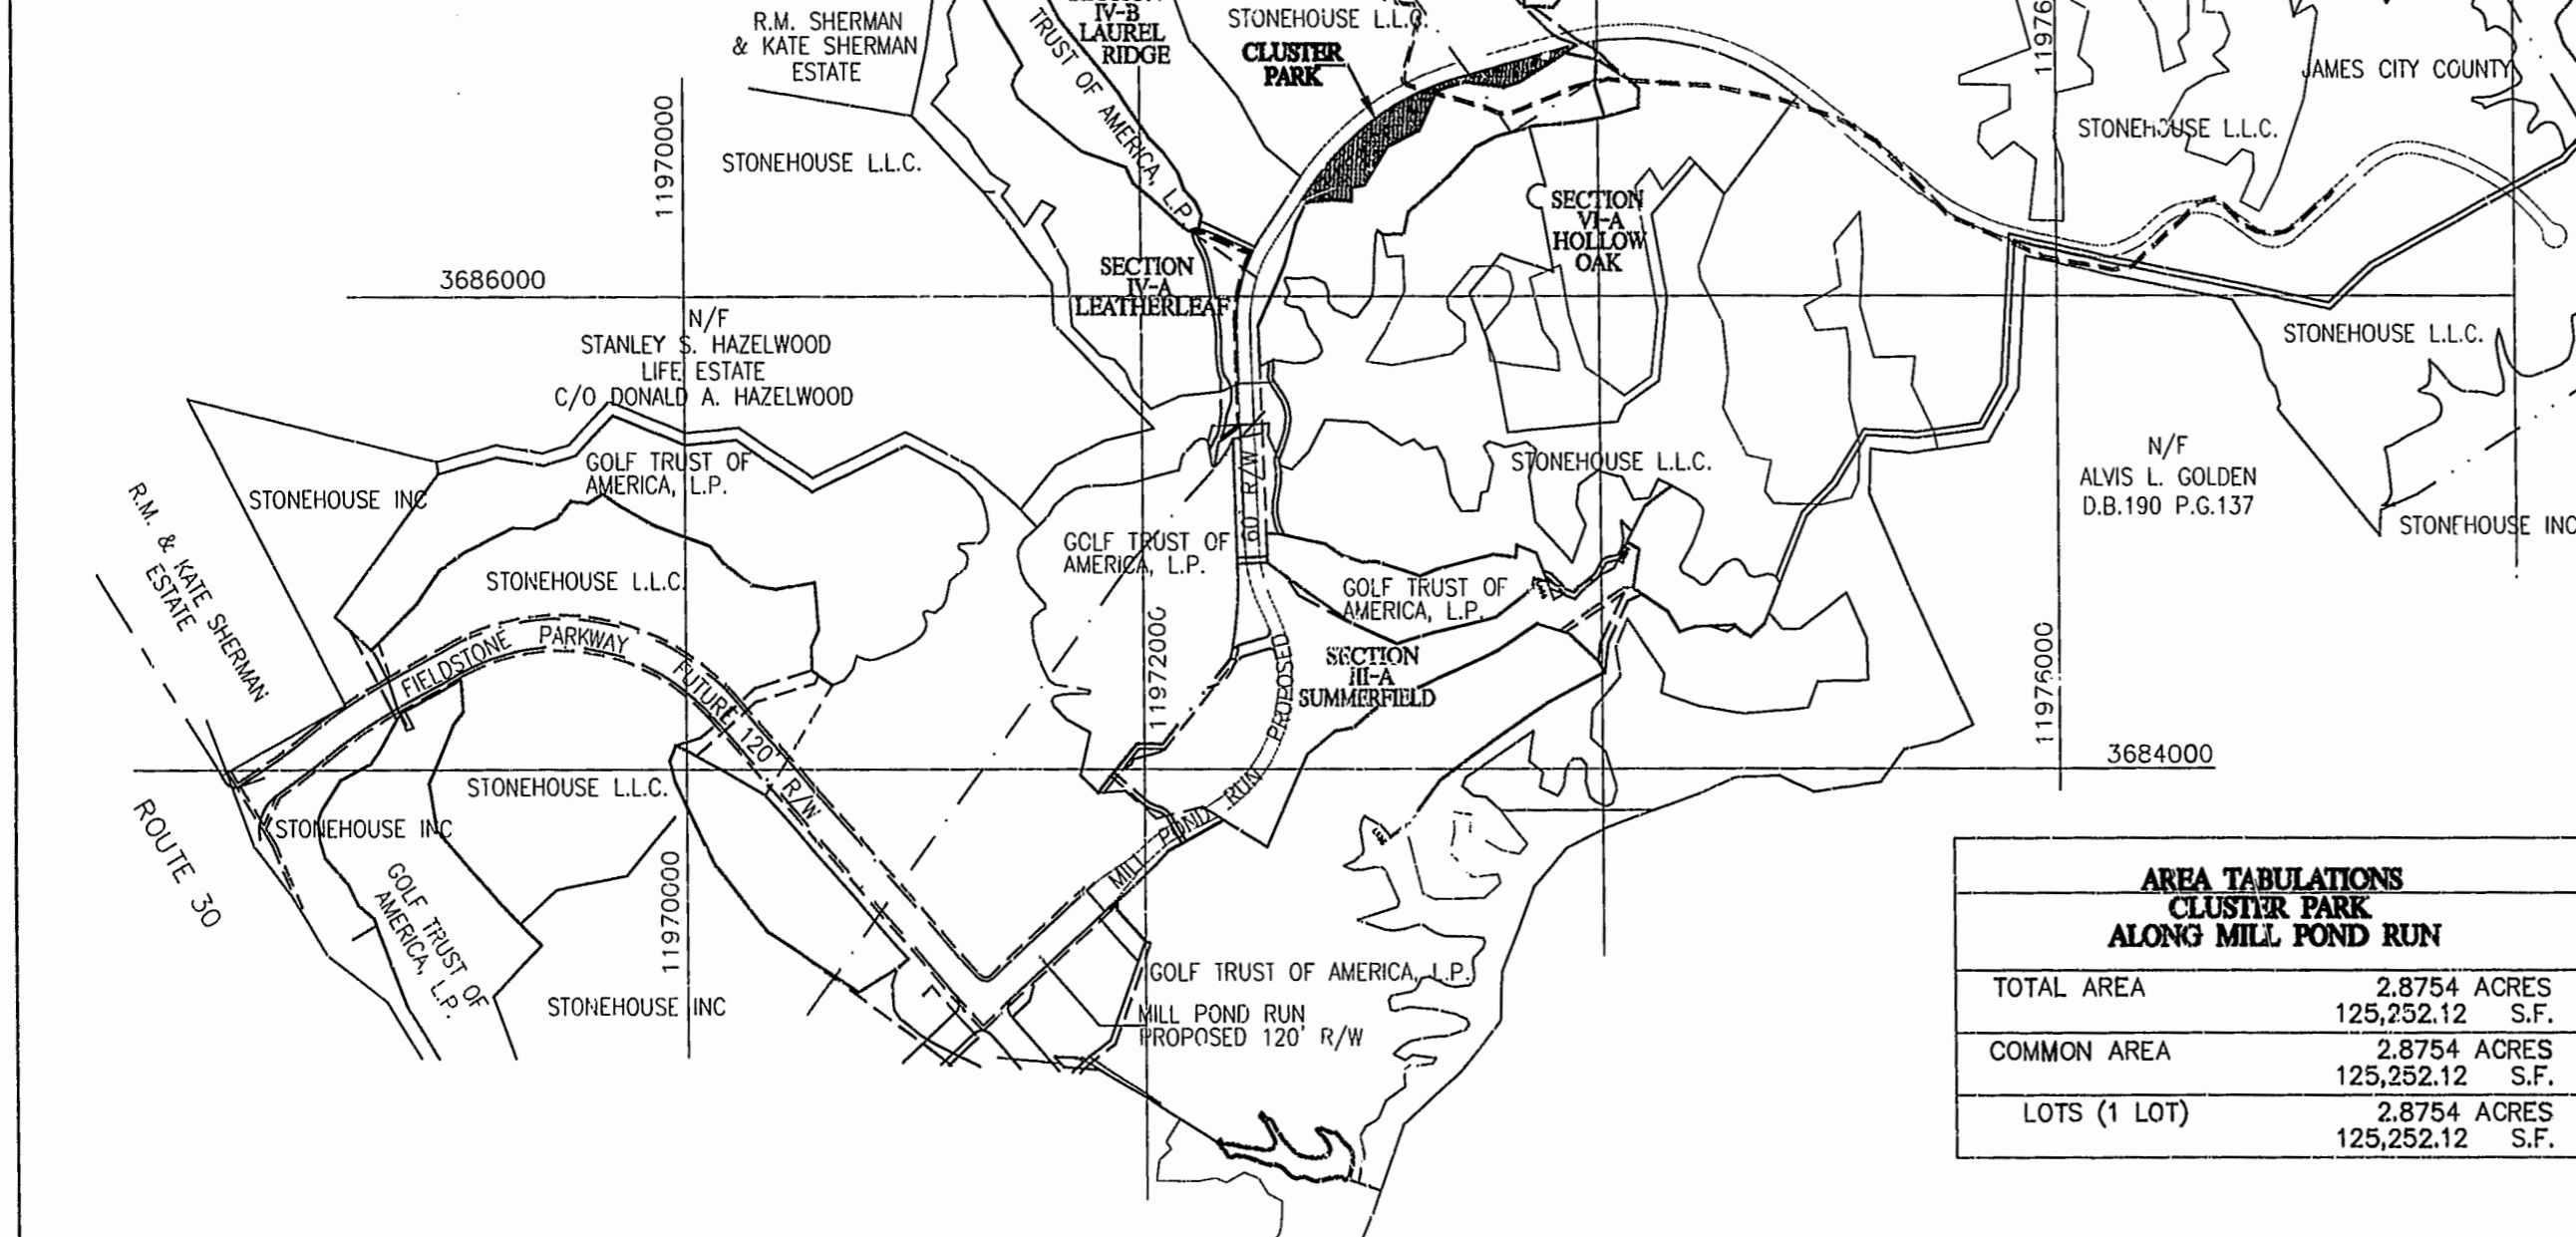 R.M. SHERMAN
& KATE SHERMAN
ESTATE
IV-B
LAUREL
RIDGE
TRUST OF AMERICA, L.P.
STONEHOUSE L.L.C.
CLUSTER
PARK
JAMES CITY COUNTY
STONEHOUSE L.L.C.
1197000
STONEHOUSE L.L.C.
SECTION
VI-A
HOLLOW
OAK
3686000
SECTION
IV-A
LEATHERLEAF
N/F
STANLEY S. HAZELWOOD
LIFE ESTATE
C/O DONALD A. HAZELWOOD
STONEHOUSE L.L.C.
GOLF TRUST OF
AMERICA, L.P.
STONEHOUSE INC
R.M. & KATE SHERMAN
ESTATE
STONEHOUSE L.L.C.
R/W
N/F
ALVIS L. GOLDEN
D.B.190 P.G.137
STONEHOUSE INC
GOLF TRUST OF
AMERICA, L.P.
STONEHOUSE L.L.C.
GOLF TRUST OF
AMERICA, L.P.
11972000
SECTION
III-A
SUMMERFIELD
FIELDSTONE PARKWAY
FUTURE 120' R/W
MILL POND RUN PROPOSED
11976000
3684000
STONEHOUSE L.L.C.
STONEHOUSE INC
ROUTE 30
GOLF TRUST OF
AMERICA, L.P.
11970000
STONEHOUSE INC
GOLF TRUST OF AMERICA, L.P.
MILL POND RUN
PROPOSED 120' R/W
AREA TABULATIONS
CLUSTER PARK
ALONG MILL POND RUN
TOTAL AREA 2.8754 ACRES
125,252.12 S.F.
COMMON AREA 2.8754 ACRES
125,252.12 S.F.
LOTS (1 LOT) 2.8754 ACRES
125,252.12 S.F.